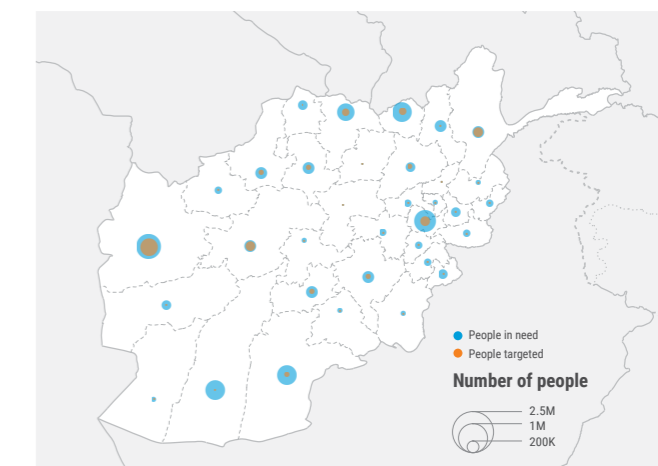 People in need
People targeted
Number of people
2.5M
1M
200K